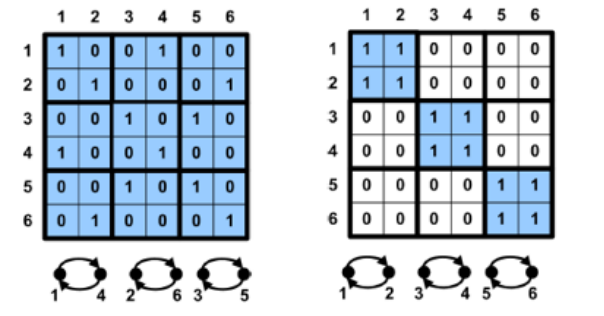 1 2 3 4 5 6
1 1 0 0 1 0 0
2 0 1 0 0 0 1
3 0 0 1 0 1 0
4 1 0 0 1 0 0
5 0 0 1 0 1 0
6 0 1 0 0 0 1
1 4 2 6 3 5
1 2 3 4 5 6
1 1 1 0 0 0 0
2 1 1 0 0 0 0
3 0 0 1 1 0 0
4 0 0 1 1 0 0
5 0 0 0 0 1 1
6 0 0 0 0 1 1
1 2 3 4 5 6